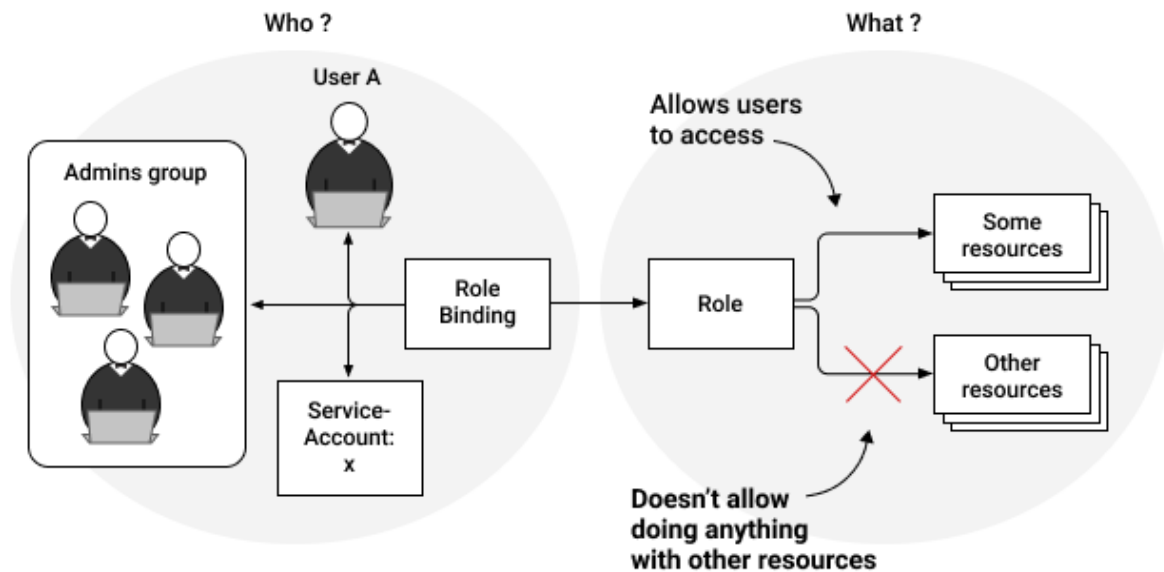 Who ?
What ?
User A
Admins group
Role
Binding
Service-
Account:
x
Allows users
to access
Role
Some
resources
Other
resources
Doesn’t allow
doing anything
with other resources